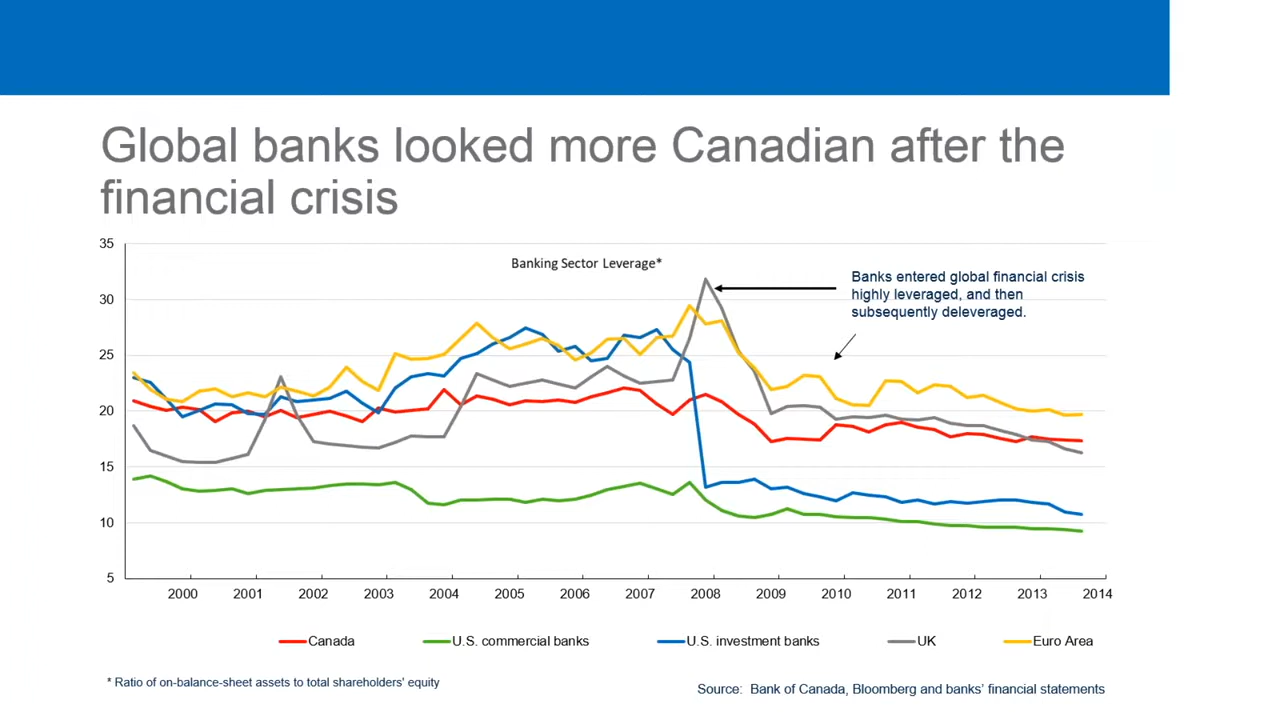 Global banks looked more Canadian after the
financial crisis
35
Banking Sector Leverage*
Banks entered global financial crisis
highly leveraged, and then
subsequently deleveraged.
30
25
20
15
10
5
2000 2001 2002 2003 2004 2005 2006 2007 2008 2009 2010 2011 2012 2013 2014
Canada U.S. commercial banks U.S. investment banks UK Euro Area
* Ratio of on-balance-sheet assets to total shareholders' equity
Source: Bank of Canada, Bloomberg and banks' financial statements